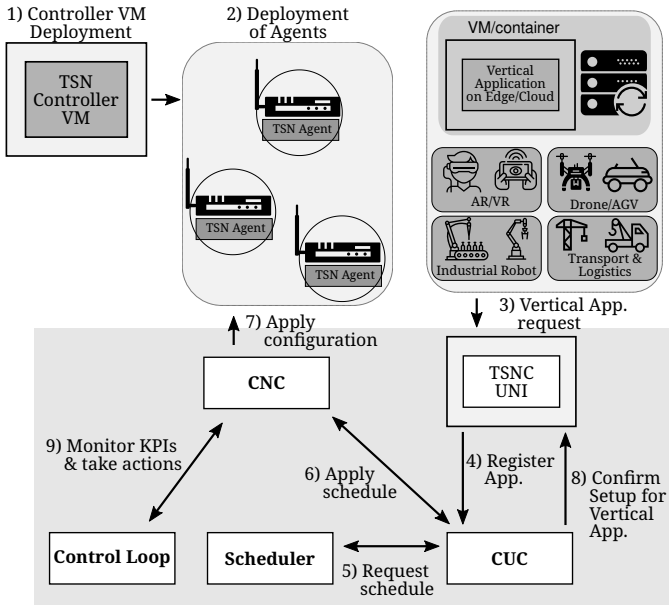 1) Controller VM
Deployment
TSN
Controller
VM
2) Deployment
of Agents
TSN Agent
TSN Agent
TSN Agent
VM/container
Vertical
Application
on Edge/Cloud
AR/VR
Drone/AGV
Industrial Robot
Transport &
Logistics
3) Vertical App.
request
7) Apply
configuration
CNC
TSNC
UNI
9) Monitor KPIs
& take actions
6) Apply
schedule
4) Register
App.
8) Confirm
Setup for
Vertical
App.
Control Loop
Scheduler
CUC
5) Request
schedule